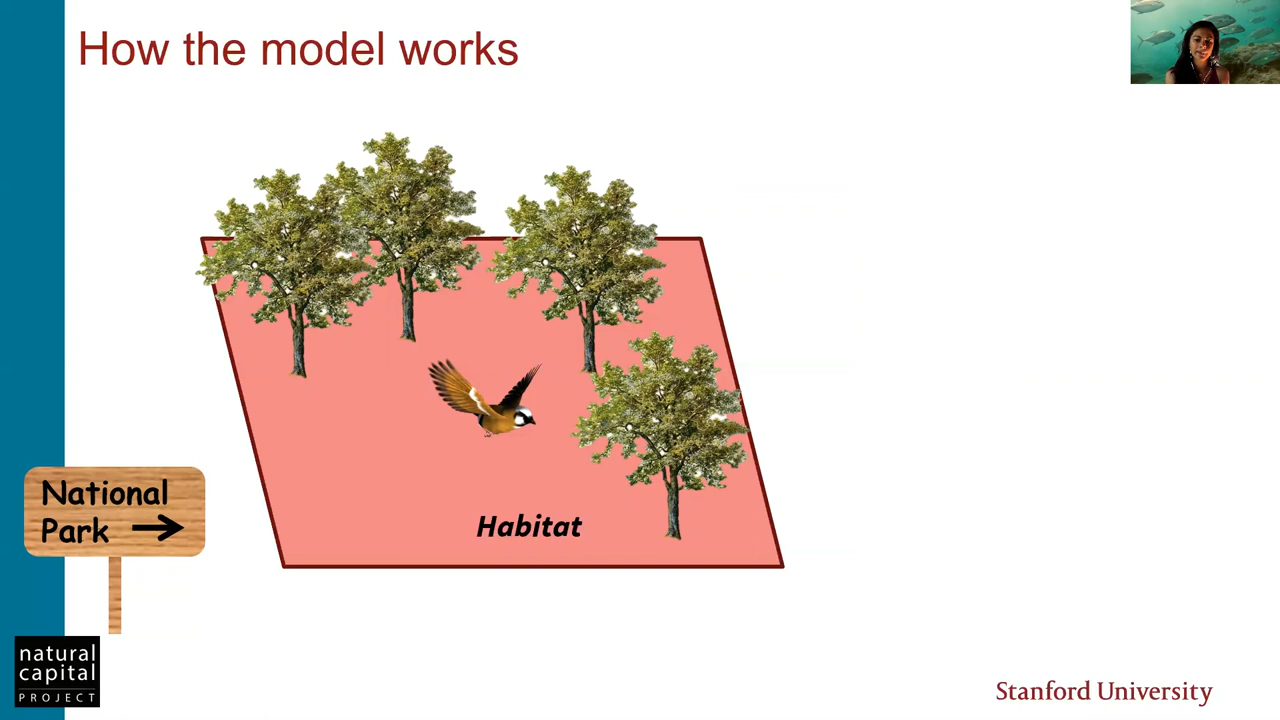 How the model works
National
Park
Habitat
natural
capital
PROJECT
Stanford University